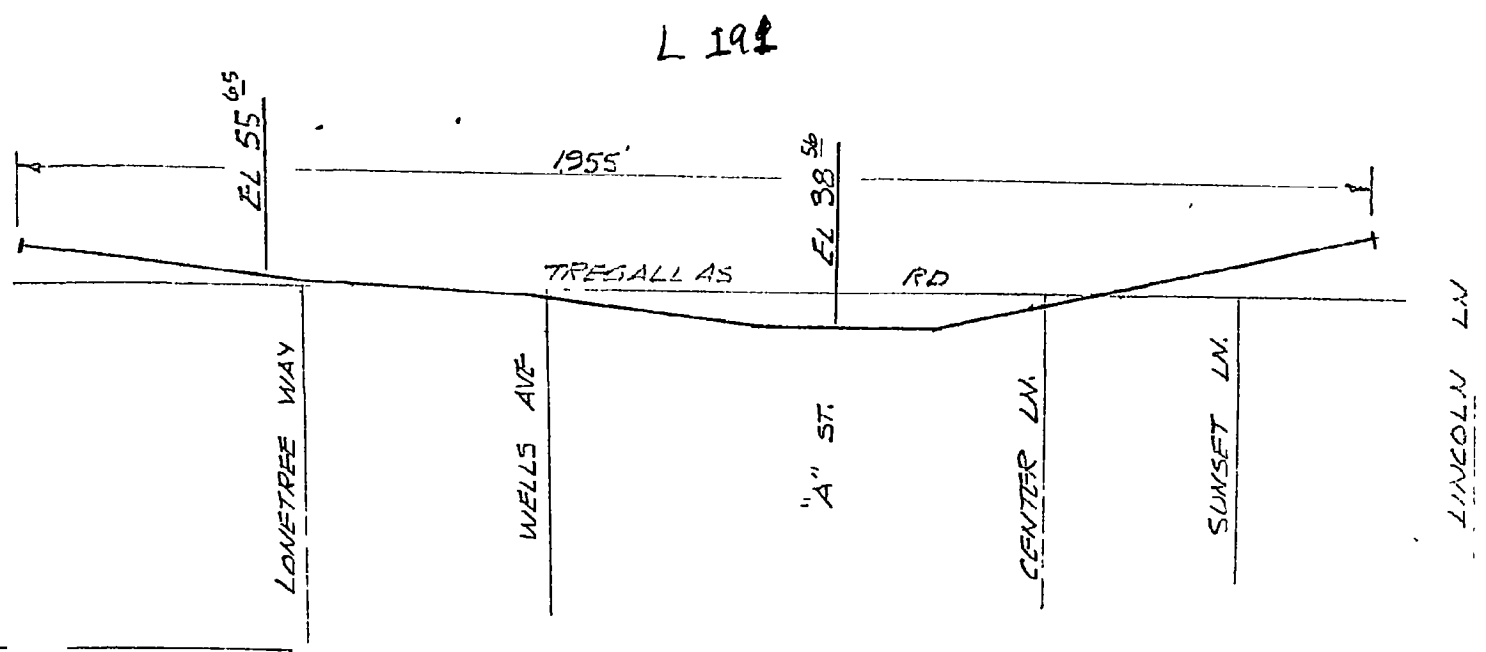 L 191
EL 55 65
1955'
EL 38 56
TREGALLAS RD
LONETREE WAY
WELLS AVE
"A" ST.
CENTER LN.
SUNSET LN.
LINCOLN LN